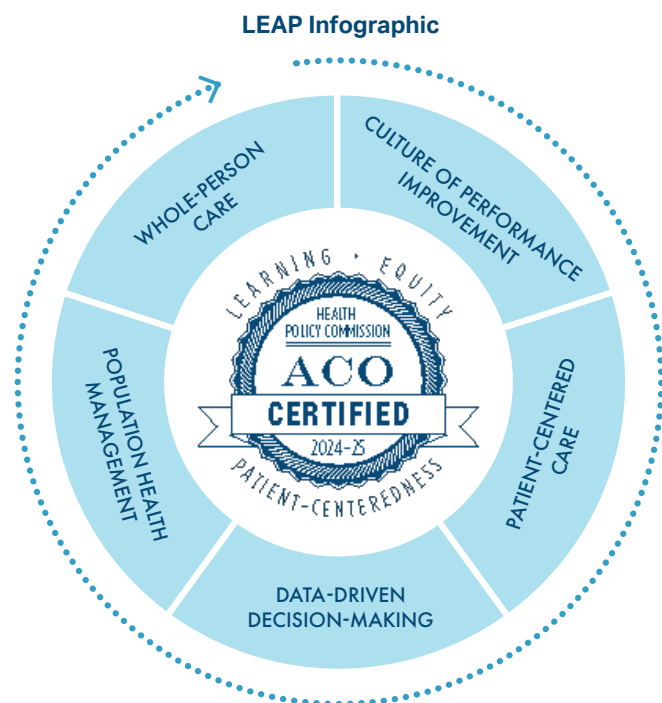 LEAP Infographic
CULTURE OF PERFORMANCE
IMPROVEMENT
PATIENT-CENTERED
CARE
DATA-DRIVEN
DECISION-MAKING
POPULATION HEALTH
MANAGEMENT
WHOLE-PERSON
CARE
LEARNING · EQUITY
HEALTH
POLICY COMMISSION
ACO
CERTIFIED
2024-25
PATIENT-CENTEREDNESS